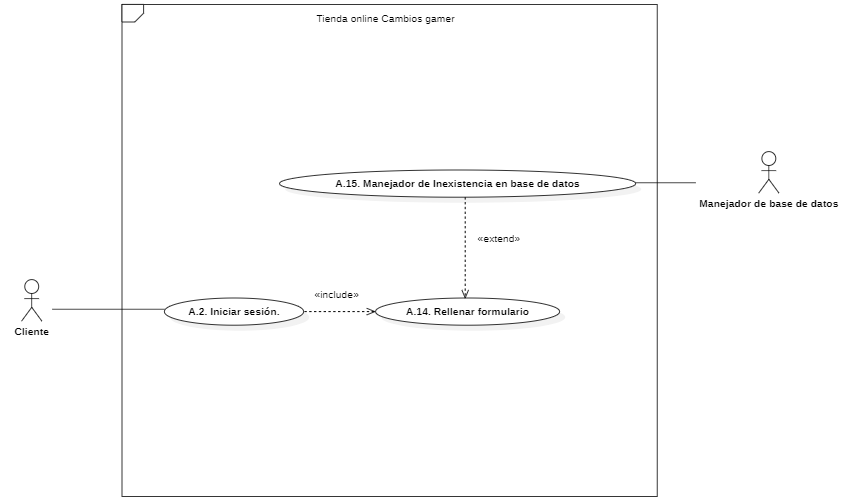 Tienda online Cambios gamer
A.15. Manejador de Inexistencia en base de datos
Manejador de base de datos
«extend»
«include»
A.2. Iniciar sesión.
A.14. Rellenar formulario
Cliente